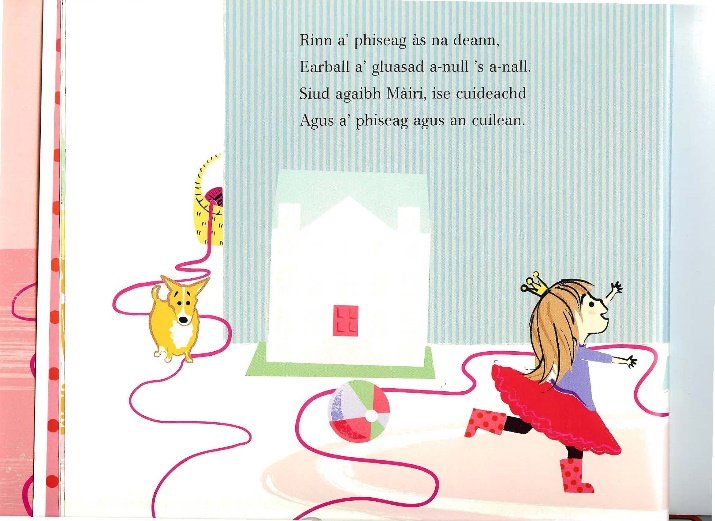 Rinn a' phiseag às na deann,
Earball a' gluasad a-null 's a-nall.
Siud agaibh Màiri, ise cuideachd
Agus a' phiseag agus an cuilean.